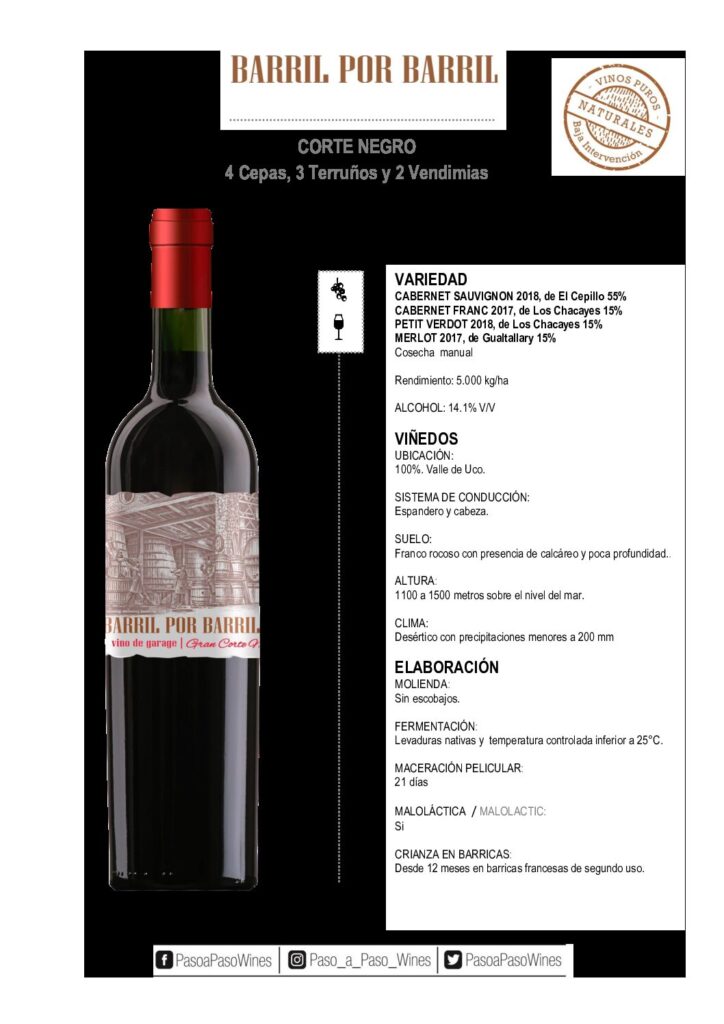 BARRIL POR BARRIL
VINOS PUROS
NATURALES
Baja Intervención
CORTE NEGRO
4 Cepas, 3 Terruños y 2 Vendimias
VARIEDAD
CABERNET SAUVIGNON 2018, de El Cepillo 55%
CABERNET FRANC 2017, de Los Chacayes 15%
PETIT VERDOT 2018, de Los Chacayes 15%
MERLOT 2017, de Gualtallary 15%
Cosecha manual
Rendimiento: 5.000 kg/ha
ALCOHOL: 14.1% V/V
VIÑEDOS
UBICACIÓN:
100%. Valle de Uco.
SISTEMA DE CONDUCCIÓN:
Espandero y cabeza.
SUELO:
Franco rocoso con presencia de calcáreo y poca profundidad..
ALTURA:
1100 a 1500 metros sobre el nivel del mar.
CLIMA:
Desértico con precipitaciones menores a 200 mm
ELABORACIÓN
MOLIENDA:
Sin escobajos.
FERMENTACIÓN:
Levaduras nativas y temperatura controlada inferior a 25°C.
MACERACIÓN PELICULAR:
21 días
MALOLÁCTICA / MALOLACTIC:
Si
CRIANZA EN BARRICAS:
Desde 12 meses en barricas francesas de segundo uso.
BARRIL POR BARRIL
vino de garage | Gran Corte N
PasoaPasoWines | Paso_a_Paso_Wines | PasoaPasoWines